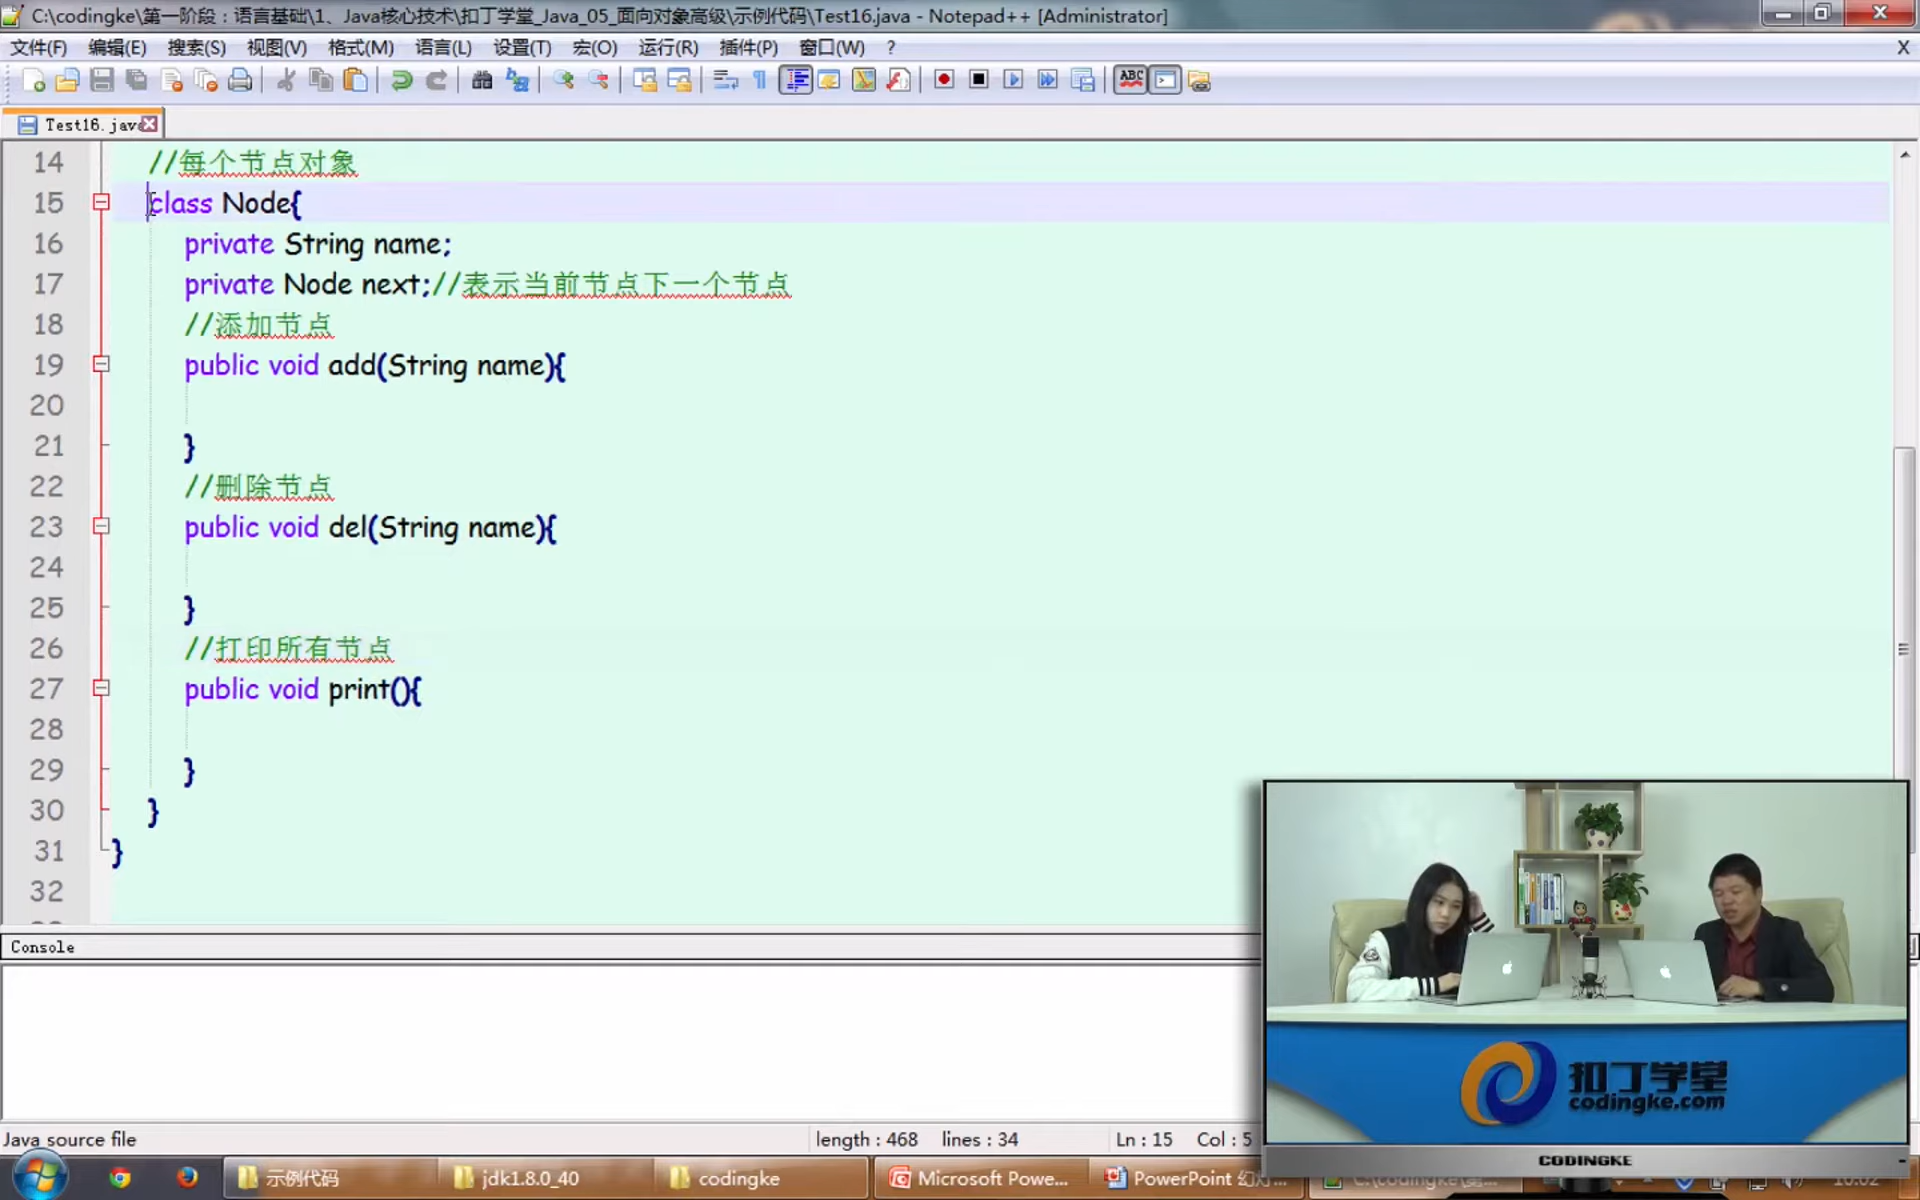 C:\codingke\第一阶段：语言基础\1、Java核心技术\扣丁学堂_Java_05_面向对象高级\示例代码\Test16.java - Notepad++ [Administrator]
文件(F) 编辑(E) 搜索(S) 视图(V) 格式(M) 语言(L) 设置(T) 宏(O) 运行(R) 插件(P) 窗口(W) ? X
ABC
Test16.java
14 //每个节点对象
15 class Node{
16 private String name;
17 private Node next;//表示当前节点下一个节点
18 //添加节点
19 public void add(String name){
20
21 }
22 //删除节点
23 public void del(String name){
24
25 }
26 //打印所有节点
27 public void print(){
28
29 }
30 }
31 }
32
Console
扣丁学堂
codingke.com
CODINGKE
Java source file length : 468 lines : 34 Ln : 15 Col : 5
示例代码 jdk1.8.0_40 codingke Microsoft Powe... PowerPoint 幻灯... C:\codingke\第一... 10:02